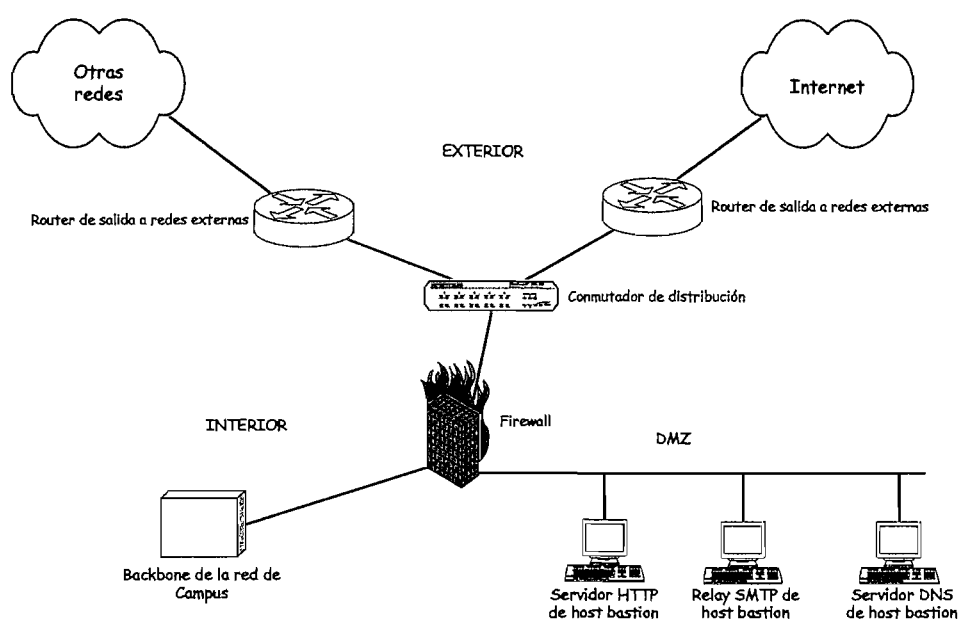 Otras
redes
Internet
EXTERIOR
Router de salida a redes externas
Router de salida a redes externas
Conmutador de distribución
INTERIOR
Firewall
DMZ
Backbone de la red de
Campus
Servidor HTTP
de host bastion
Relay SMTP de
host bastion
Servidor DNS
de host bastion